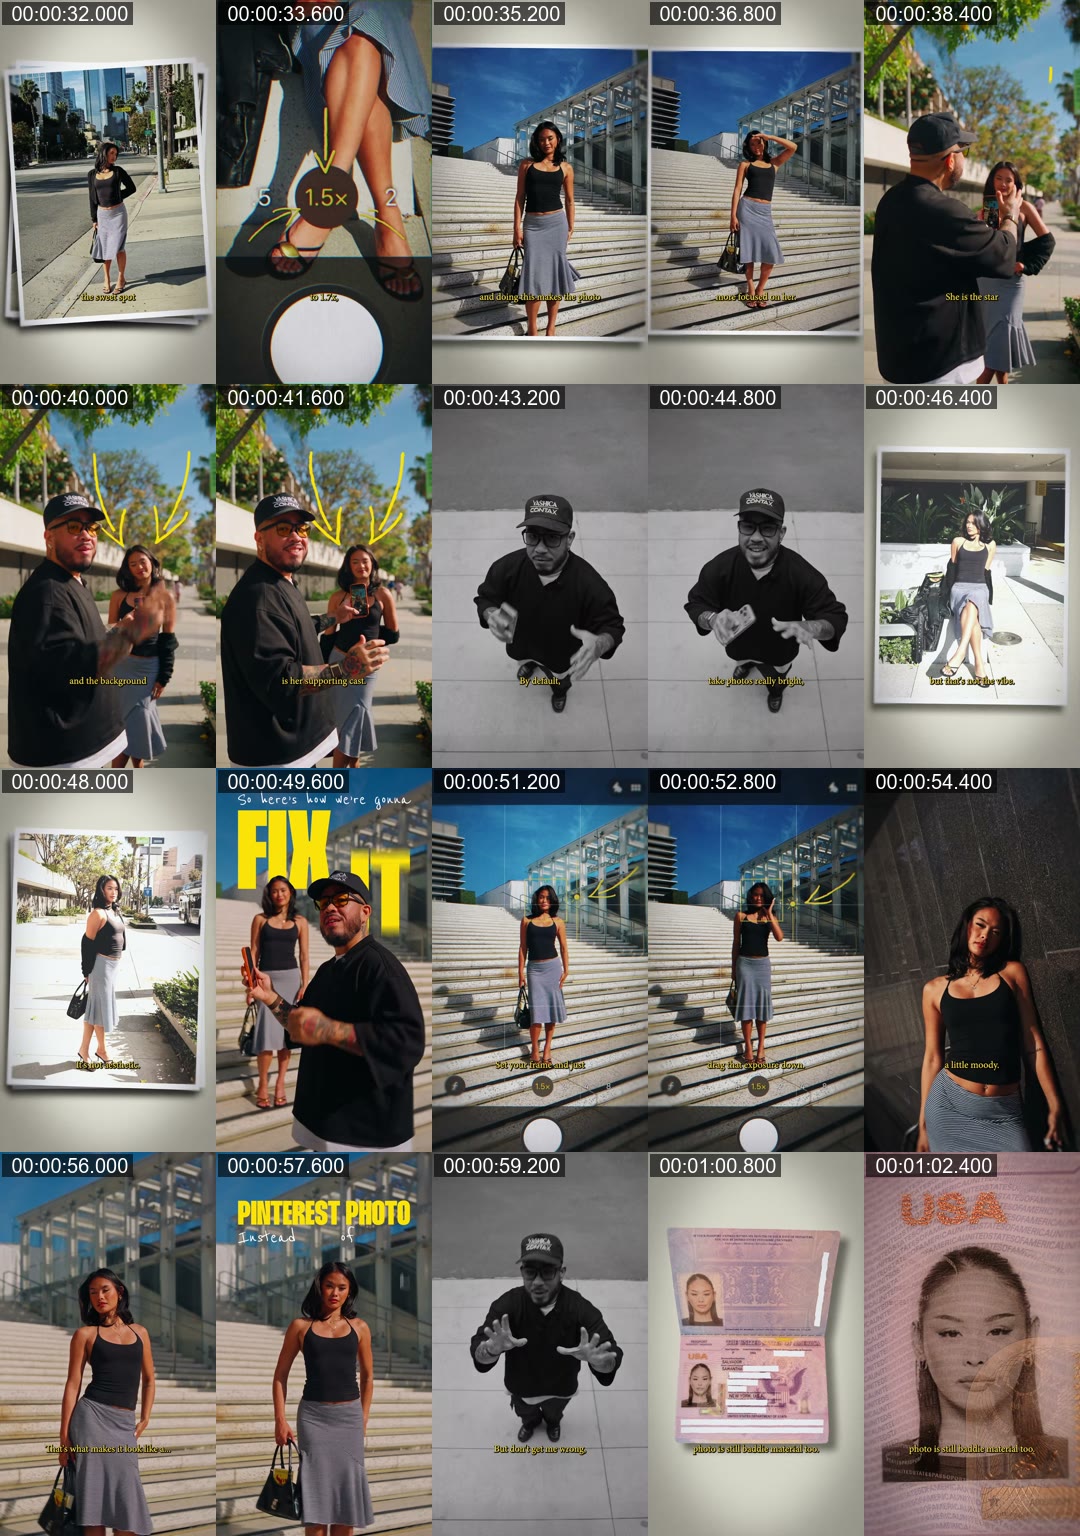 00:00:32.000
the sweet spot
00:00:33.600
5
1.5×
2
to 1.7x,
00:00:35.200
and doing this makes the photo
00:00:36.800
more focused on her.
00:00:38.400
She is the star
00:00:40.000
YASHICA
CONTAX
and the background
00:00:41.600
YASHICA
CONTAX
is her supporting cast.
00:00:43.200
YASHICA
CONTAX
By default,
00:00:44.800
YASHICA
CONTAX
take photos really bright,
00:00:46.400
but that's not the vibe.
00:00:48.000
It's not aesthetic.
00:00:49.600
So here's how we're gonna
FIX
IT
00:00:51.200
Set your frame and just
1.5×
8
00:00:52.800
drag that exposure down
1.5×
8
00:00:54.400
a little moody.
00:00:56.000
That's what makes it look like a...
00:00:57.600
PINTEREST PHOTO
Instead of
00:00:59.200
YASHICA
CONTAX
But don't get me wrong,
00:01:00.800
USA
photo is still baddie material too.
00:01:02.400
USA
photo is still baddie material too.